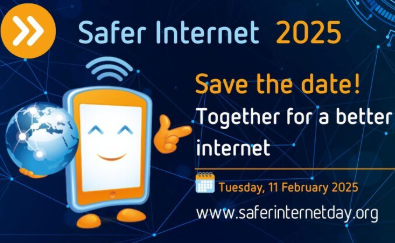 Safer Internet 2025
Save the date!
Together for a better
internet
Tuesday, 11 February 2025
www.saferinternetday.org